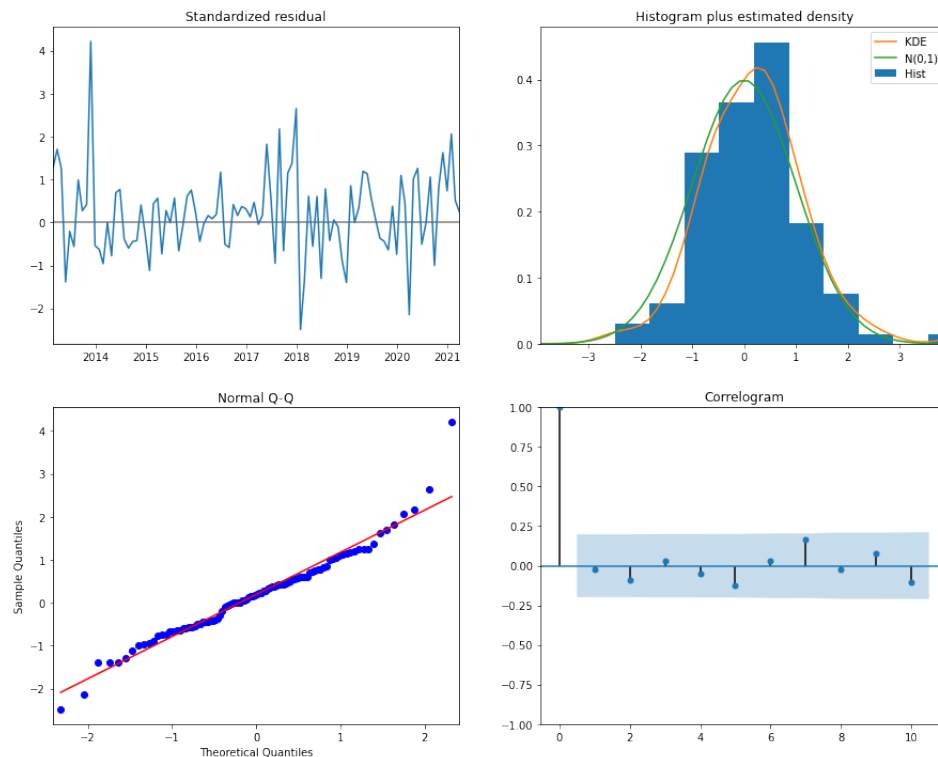 Standardized residual
4
3
2
1
0
−1
−2
2014 2015 2016 2017 2018 2019 2020 2021
Histogram plus estimated density
KDE
N(0,1)
Hist
0.4
0.3
0.2
0.1
0.0
−3 −2 −1 0 1 2 3
Normal Q-Q
Sample Quantiles
4
3
2
1
0
−1
−2
−2 −1 0 1 2
Theoretical Quantiles
Correlogram
1.00
0.75
0.50
0.25
0.00
−0.25
−0.50
−0.75
−1.00
0 2 4 6 8 10